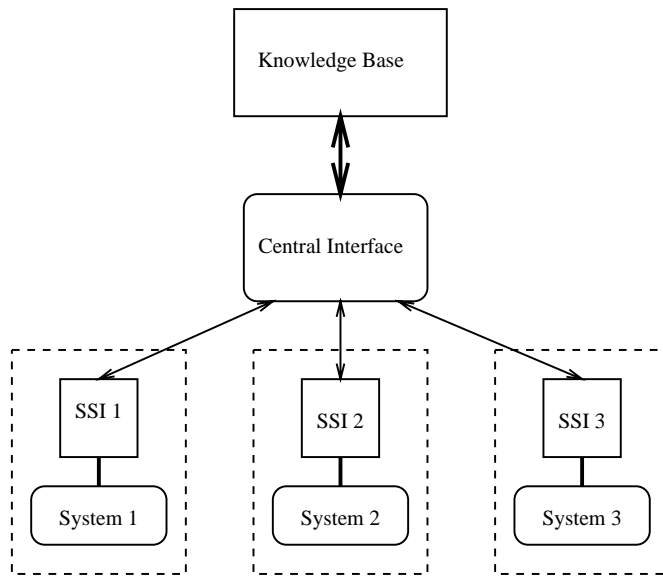 Knowledge Base
Central Interface
SSI 1
SSI 2
SSI 3
System 1
System 2
System 3